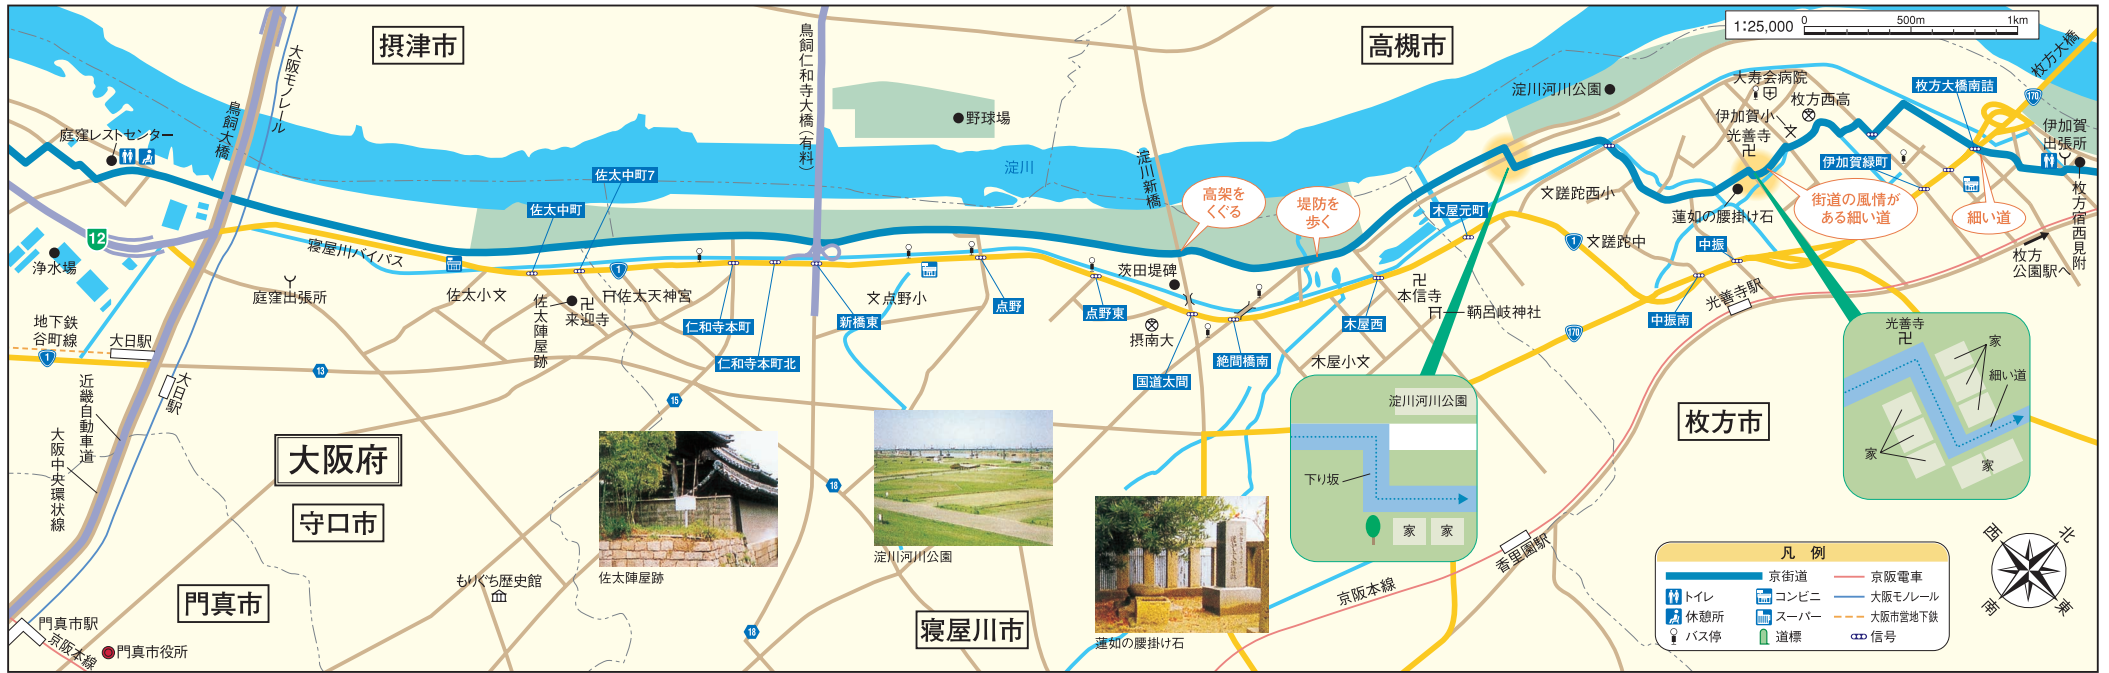 摂津市
高槻市
1:25,000
0
500m
1km
大阪モノレール
鳥飼大橋
鳥飼仁和寺大橋(有料)
野球場
淀川
淀川新橋
淀川河川公園
大寿会病院
枚方西高
伊加賀小
光善寺
枚方大橋南詰
枚方大橋
170
伊加賀
出張所
庭窪レストセンター
佐太中町7
佐太中町
高架を
くぐる
堤防を
歩く
木屋元町
文蹉跎西小
蓮如の腰掛け石
伊加賀緑町
街道の風情が
ある細い道
細い道
枚方宿西見附
枚方
公園駅へ
12
浄水場
寝屋川バイパス
庭窪出張所
佐太小
佐太陣屋跡
来迎寺
1
佐太天神宮
仁和寺本町
仁和寺本町北
新橋東
点野小
点野
点野東
茨田堤碑
摂南大
国道太間
絶間橋南
木屋小
木屋西
本信寺
鞆呂岐神社
1
蹉跎中
中振
中振南
光善寺駅
170
地下鉄
谷町線
1
大日駅
大日駅
近畿自動車道
大阪中央環状線
13
15
18
18
大阪府
守口市
門真市
門真市駅
京阪本線
門真市役所
もりぐち歴史館
佐太陣屋跡
淀川河川公園
蓮如の腰掛け石
寝屋川市
枚方市
京阪本線
香里園駅
淀川河川公園
下り坂
家
家
光善寺
家
細い道
家
家
凡例
京街道
京阪電車
トイレ
コンビニ
大阪モノレール
休憩所
スーパー
大阪市営地下鉄
バス停
道標
信号
西
北
南
東